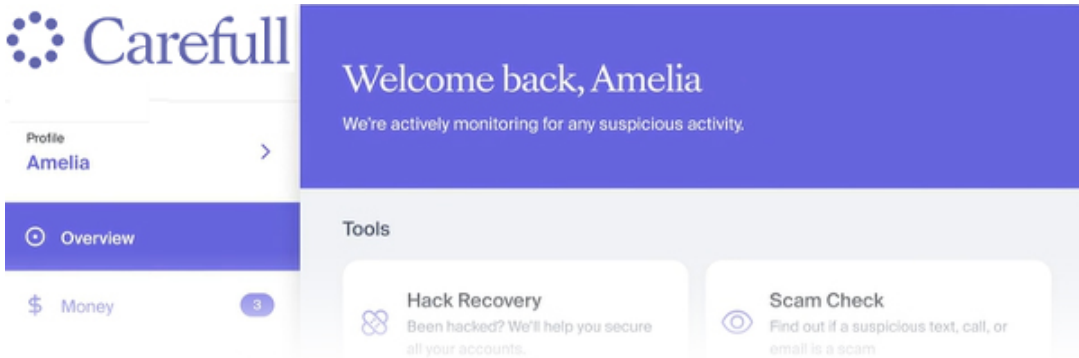 Carefull
Profile
Amelia
Overview
$ Money 3
Welcome back, Amelia
We're actively monitoring for any suspicious activity.
Tools
Hack Recovery
Been hacked? We'll help you secure
all your accounts.
Scam Check
Find out if a suspicious text, call, or
email is a scam